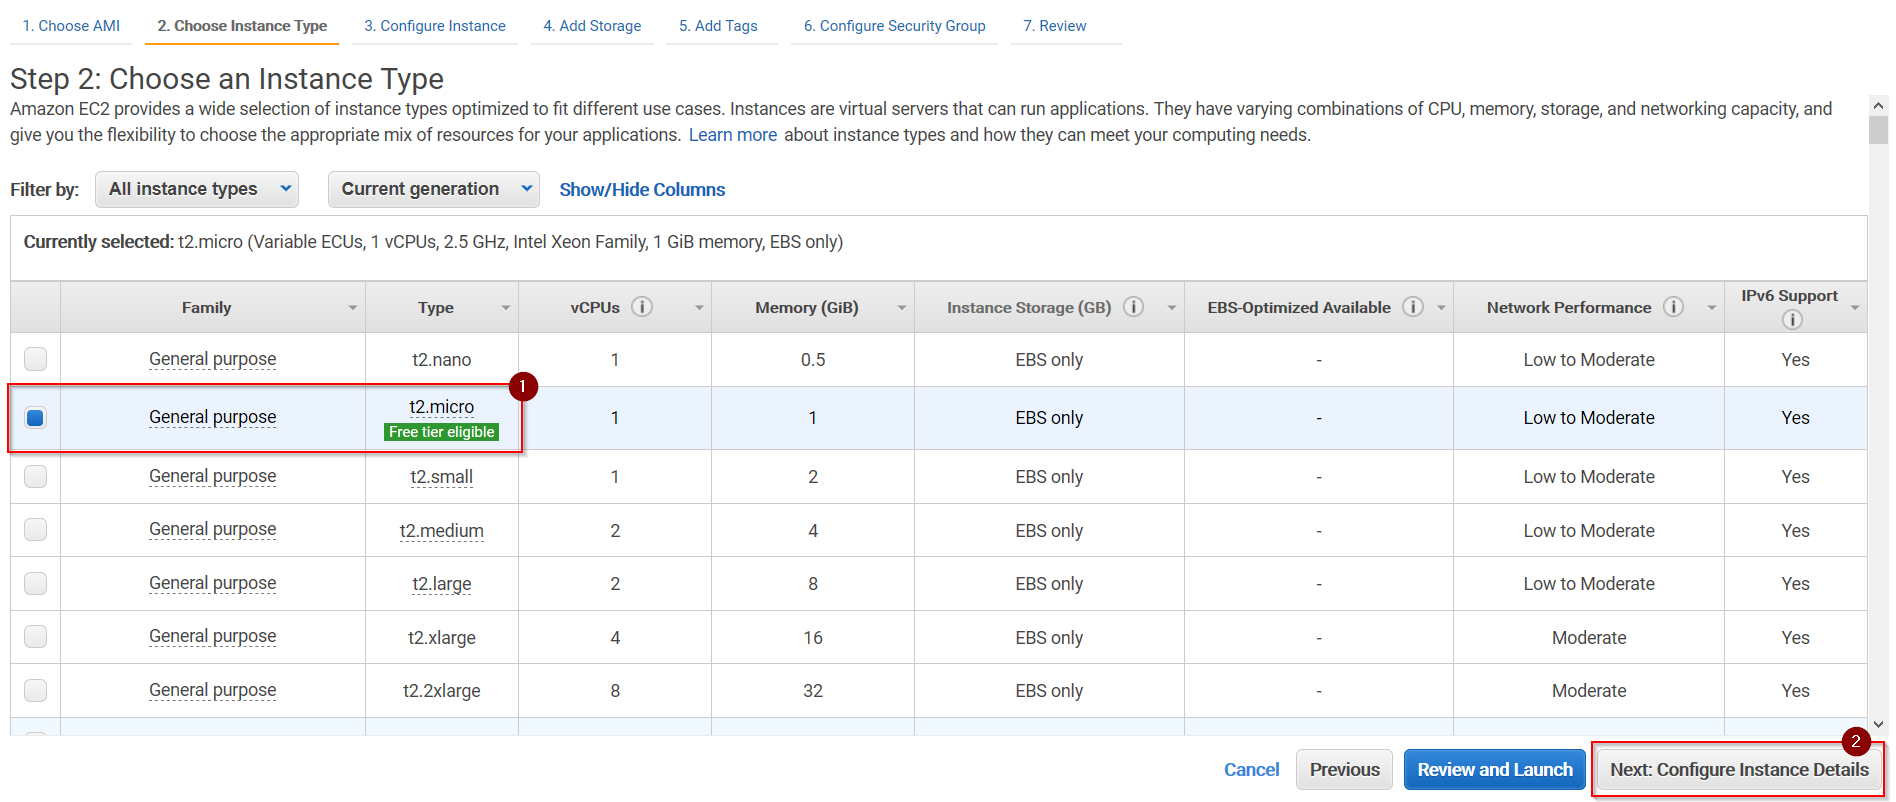 1. Choose AMI 2. Choose Instance Type 3. Configure Instance 4. Add Storage 5. Add Tags 6. Configure Security Group 7. Review
Step 2: Choose an Instance Type
Amazon EC2 provides a wide selection of instance types optimized to fit different use cases. Instances are virtual servers that can run applications. They have varying combinations of CPU, memory, storage, and networking capacity, and
give you the flexibility to choose the appropriate mix of resources for your applications. Learn more about instance types and how they can meet your computing needs.
Filter by: All instance types Current generation Show/Hide Columns
Currently selected: t2.micro (Variable ECUs, 1 vCPUs, 2.5 GHz, Intel Xeon Family, 1 GiB memory, EBS only)
Family Type vCPUs i Memory (GiB) Instance Storage (GB) i EBS-Optimized Available i Network Performance i IPv6 Support i
General purpose t2.nano 1 0.5 EBS only - Low to Moderate Yes
1
General purpose t2.micro 1 1 EBS only - Low to Moderate Yes
Free tier eligible
General purpose t2.small 1 2 EBS only - Low to Moderate Yes
General purpose t2.medium 2 4 EBS only - Low to Moderate Yes
General purpose t2.large 2 8 EBS only - Low to Moderate Yes
General purpose t2.xlarge 4 16 EBS only - Moderate Yes
General purpose t2.2xlarge 8 32 EBS only - Moderate Yes
2
Cancel Previous Review and Launch Next: Configure Instance Details